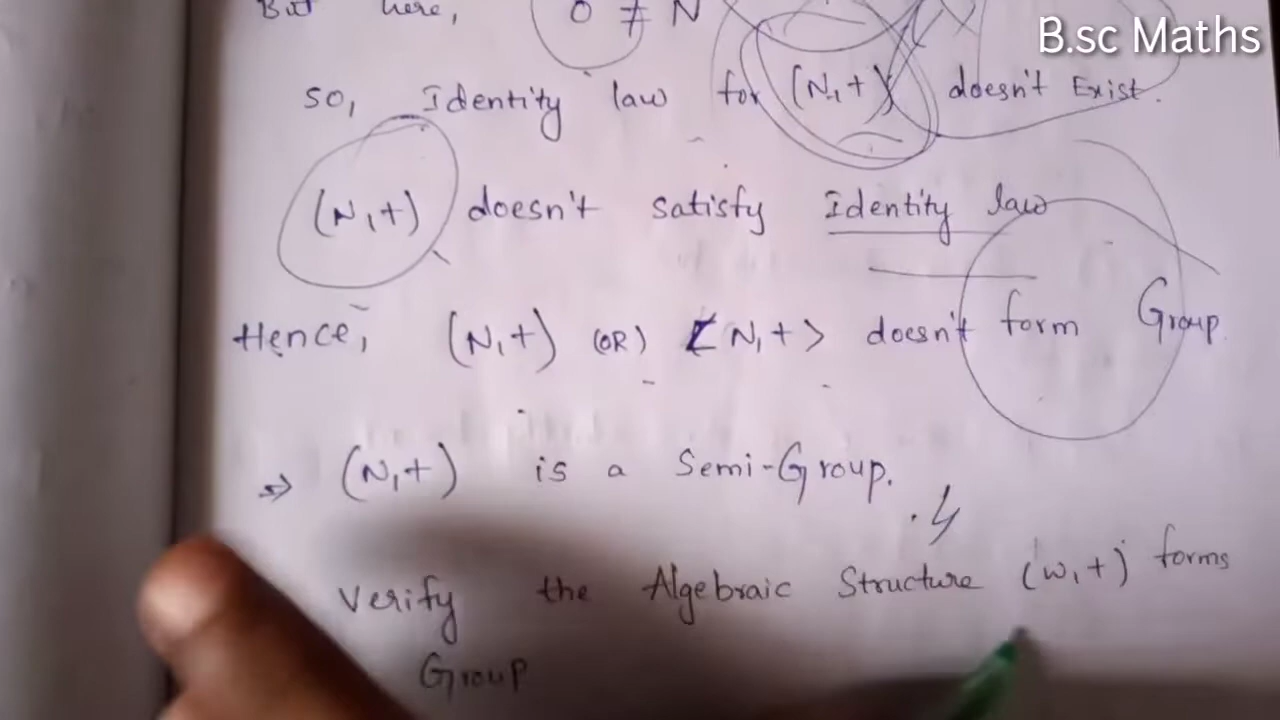 But here, 0 ≠ N
B.sc Maths
so, Identity law for (N,+) doesn't Exist.
(N,+) doesn't satisfy Identity law
Hence, (N,+) (OR) <N,+> doesn't form Group
⇒ (N,+) is a Semi-Group.
Verify the Algebraic Structure (W,+) forms
Group